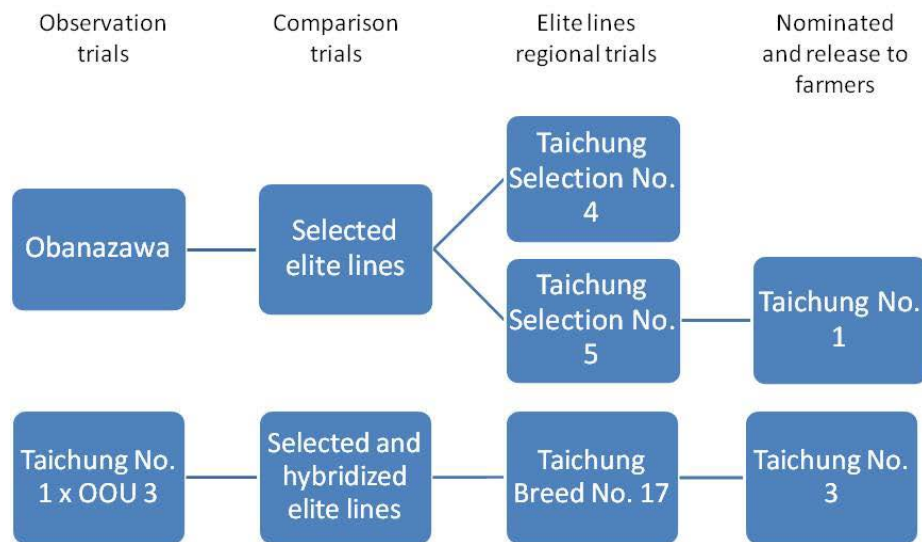 Observation
trials
Comparison
trials
Elite lines
regional trials
Nominated
and release to
farmers
Obanazawa
Selected
elite lines
Taichung
Selection No.
4
Taichung
Selection No.
5
Taichung No.
1
Taichung No.
1 x OOU 3
Selected and
hybridized
elite lines
Taichung
Breed No. 17
Taichung No.
3